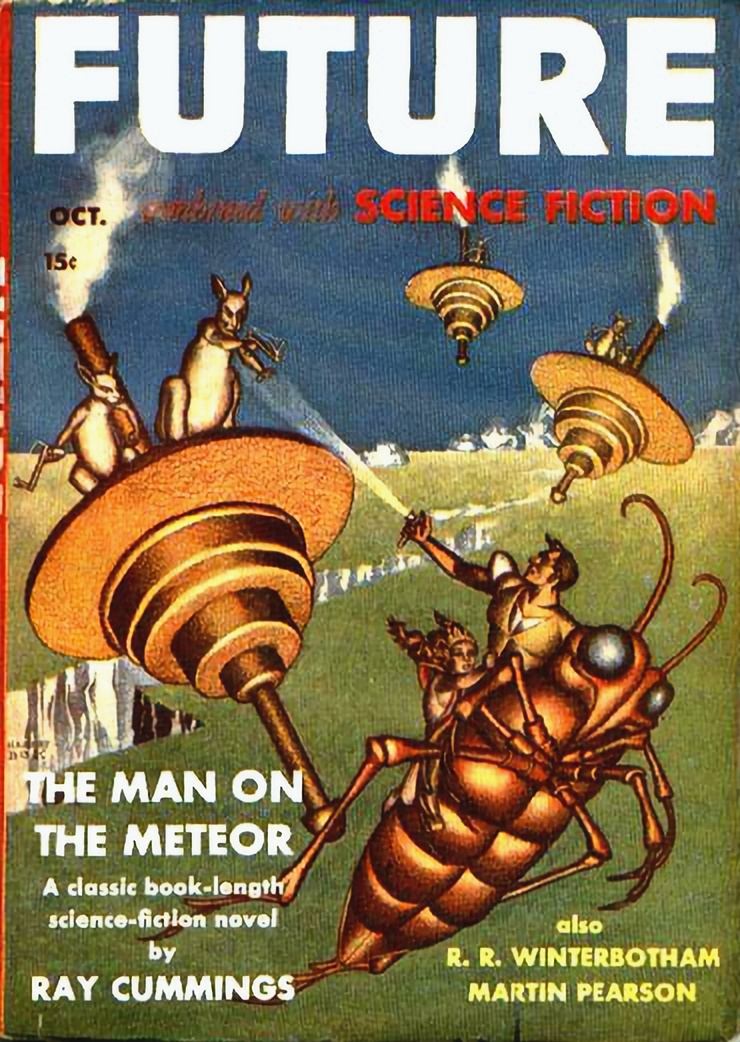 FUTURE
OCT.
combined with SCIENCE FICTION
15¢
THE MAN ON
THE METEOR
A classic book-length
science-fiction novel
by
RAY CUMMINGS
also
R. R. WINTERBOTHAM
MARTIN PEARSON